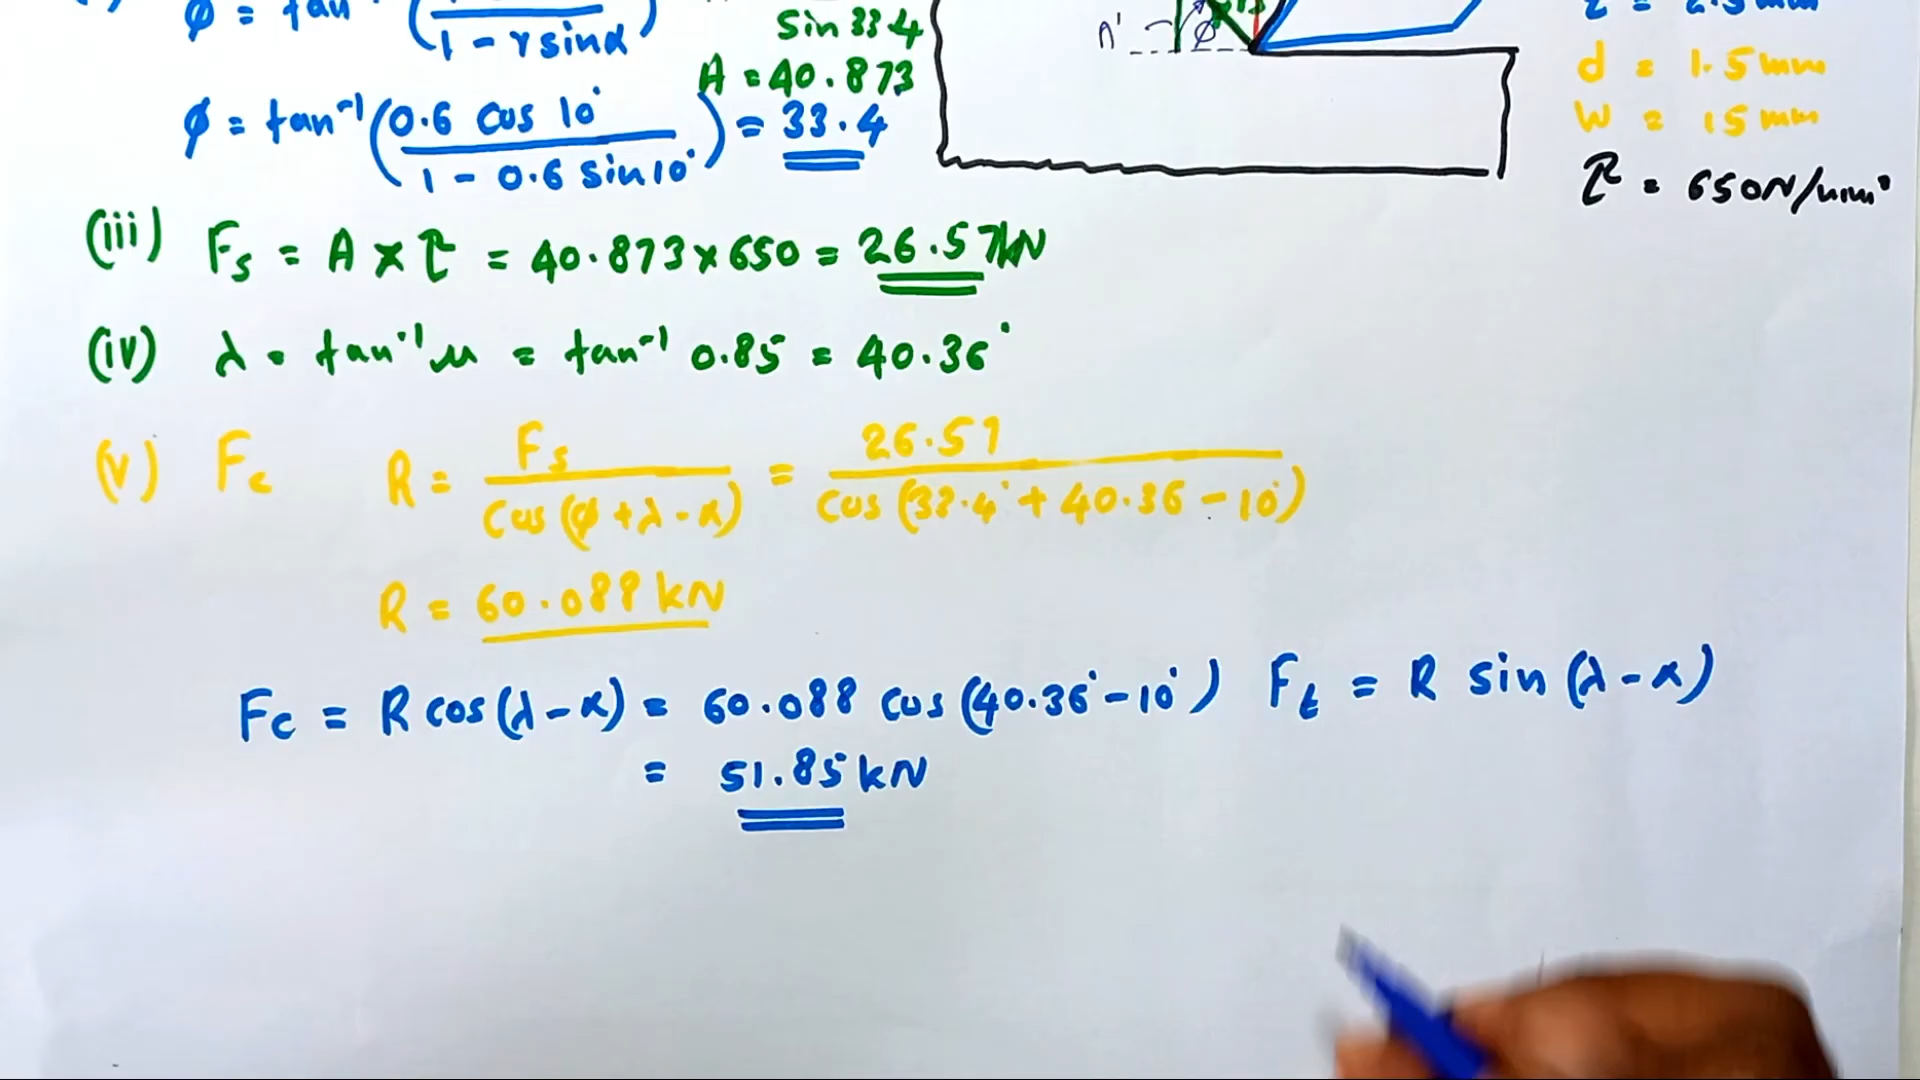 φ = tan
1 - r sinα
Sin 33.4
A = 40.873
φ = tan⁻¹ (0.6 cos 10° / 1 - 0.6 sin 10°) = 33.4
n'
φ
d = 1.5 mm
W = 15 mm
τ = 650 N/mm²
(iii) Fs = A × τ = 40.873 × 650 = 26.57 kN
(iv) λ = tan⁻¹ μ = tan⁻¹ 0.85 = 40.36°
(v) Fc R = Fs / cos (φ + λ - α) = 26.57 / cos (33.4° + 40.36 - 10°)
R = 60.088 kN
Fc = R cos (λ - α) = 60.088 cos (40.36° - 10°) Ft = R sin (λ - α)
= 51.85 kN